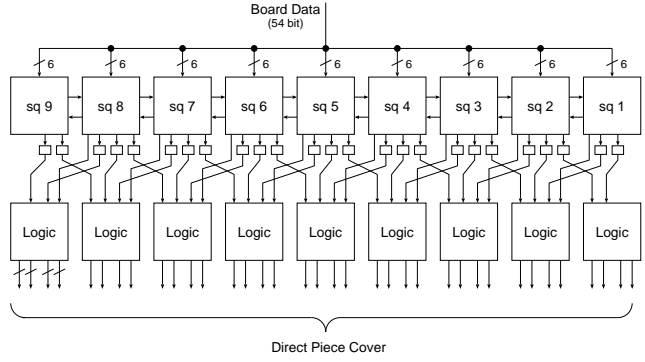 Board Data
(54 bit)
6 6 6 6 6 6 6 6 6
sq 9 sq 8 sq 7 sq 6 sq 5 sq 4 sq 3 sq 2 sq 1
Logic Logic Logic Logic Logic Logic Logic Logic Logic
Direct Piece Cover